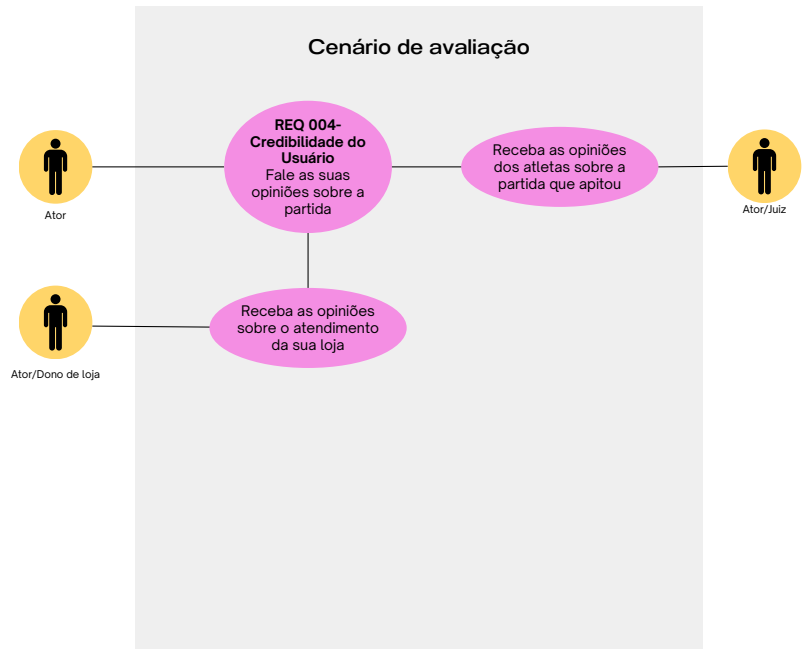 Cenário de avaliação
REQ 004-
Credibilidade do
Usuário
Fale as suas
opiniões sobre a
partida
Receba as opiniões
dos atletas sobre a
partida que apitou
Ator
Ator/Juiz
Receba as opiniões
sobre o atendimento
da sua loja
Ator/Dono de loja